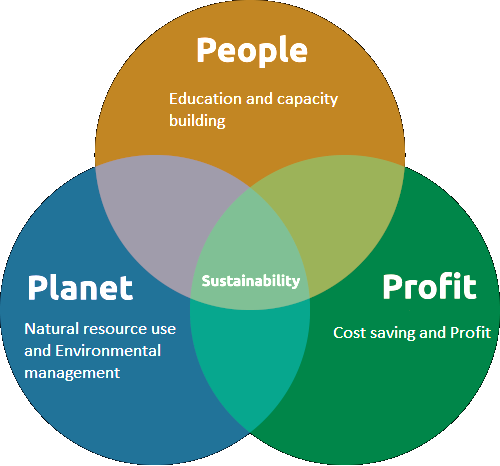 People
Education and capacity
building
Sustainability
Planet
Profit
Natural resource use
and Environmental
management
Cost saving and Profit